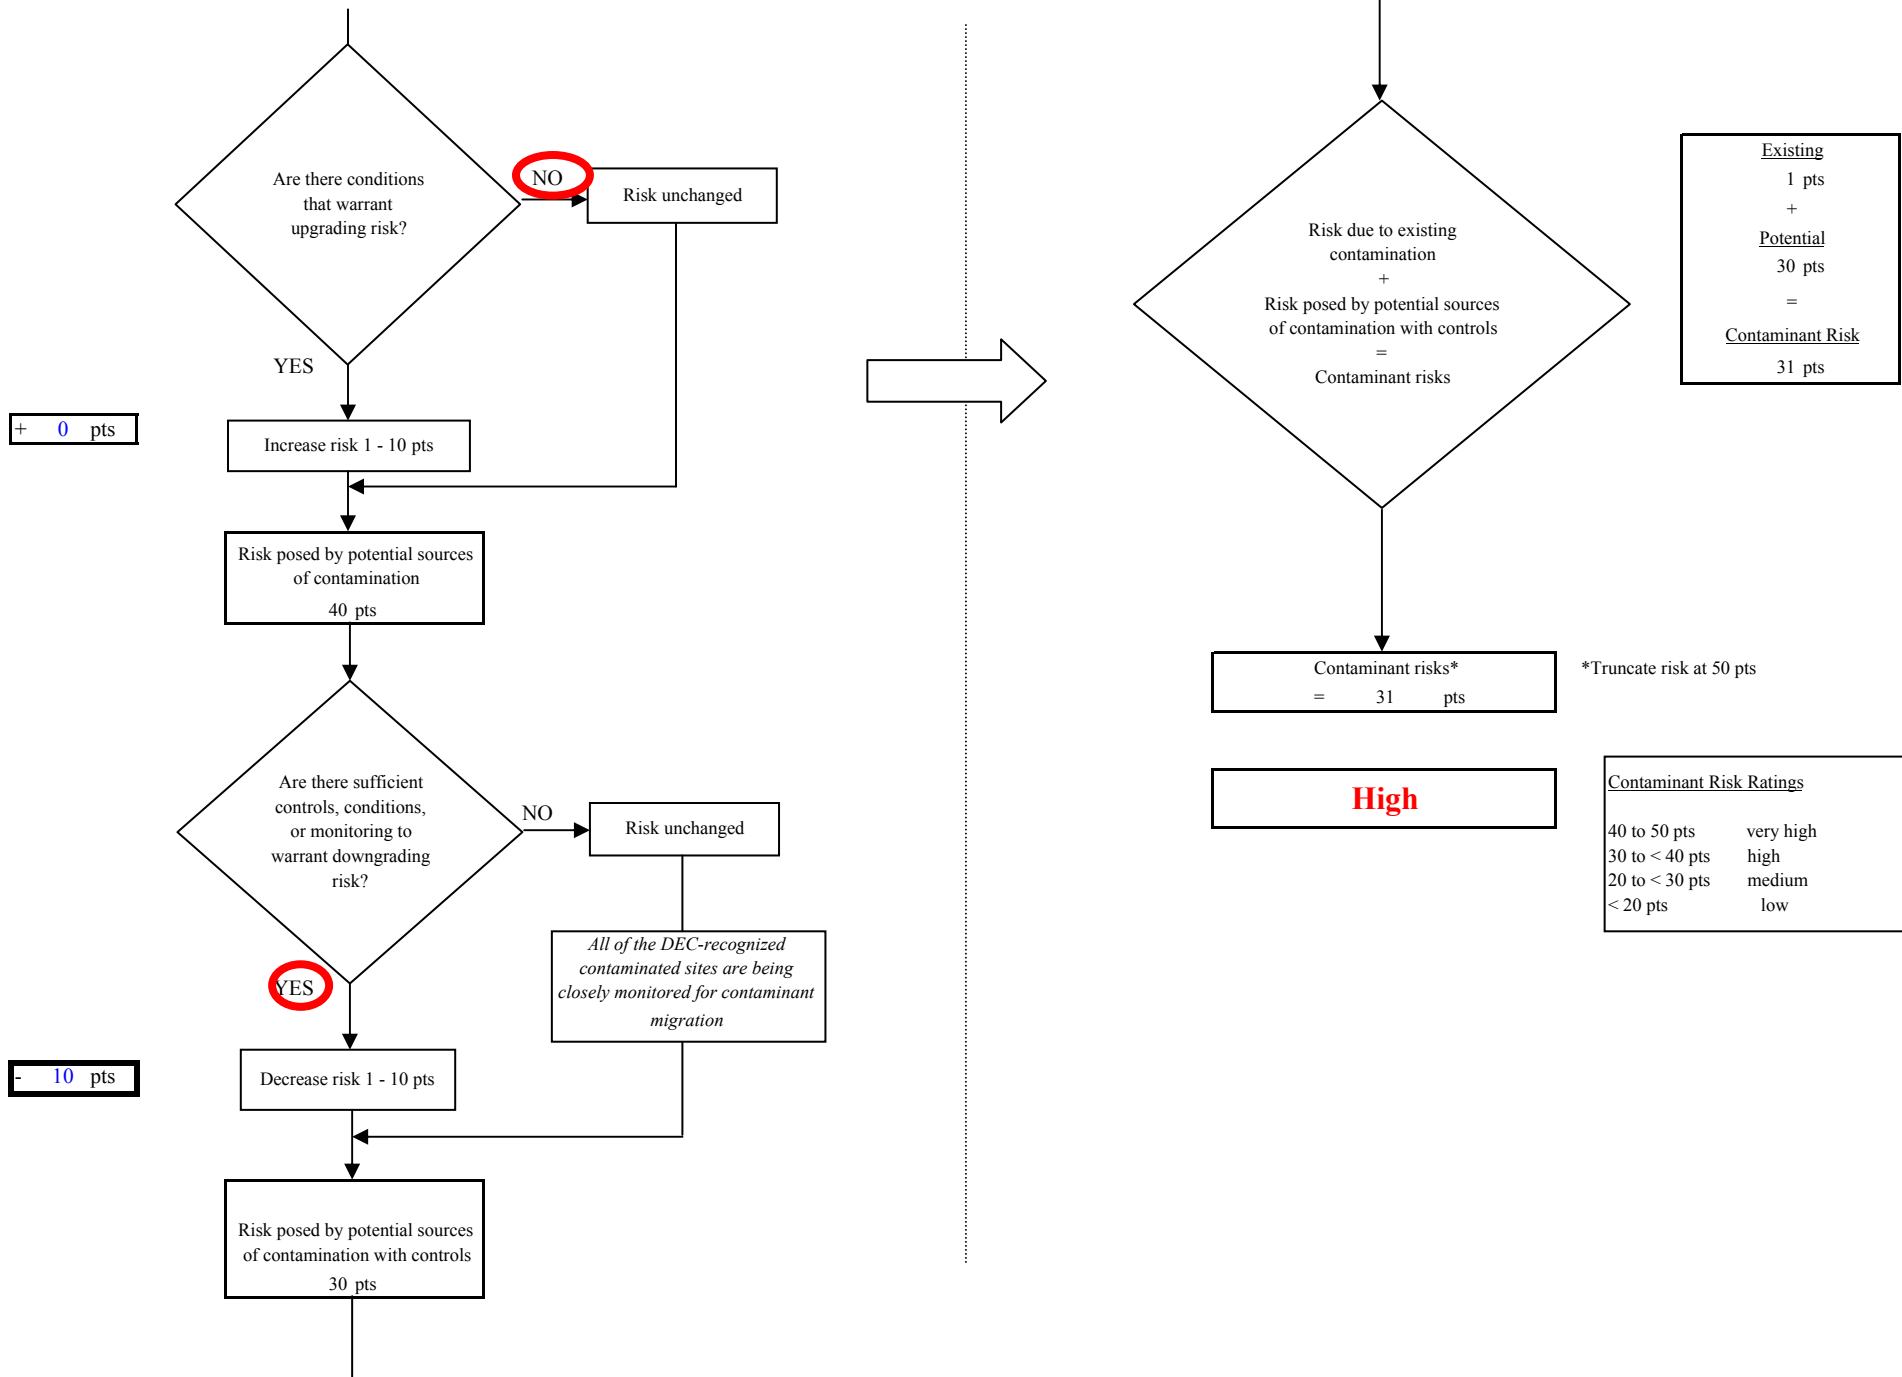 Are there conditions
that warrant
upgrading risk?
NO
Risk unchanged
YES
+ 0 pts
Increase risk 1 - 10 pts
Risk posed by potential sources
of contamination
40 pts
Are there sufficient
controls, conditions,
or monitoring to
warrant downgrading
risk?
NO
Risk unchanged
All of the DEC-recognized
contaminated sites are being
closely monitored for contaminant
migration
YES
- 10 pts
Decrease risk 1 - 10 pts
Risk posed by potential sources
of contamination with controls
30 pts
Risk due to existing
contamination
+
Risk posed by potential sources
of contamination with controls
=
Contaminant risks
Existing
1 pts
+
Potential
30 pts
=
Contaminant Risk
31 pts
Contaminant risks*
= 31 pts
*Truncate risk at 50 pts
High
Contaminant Risk Ratings
40 to 50 pts very high
30 to < 40 pts high
20 to < 30 pts medium
< 20 pts low